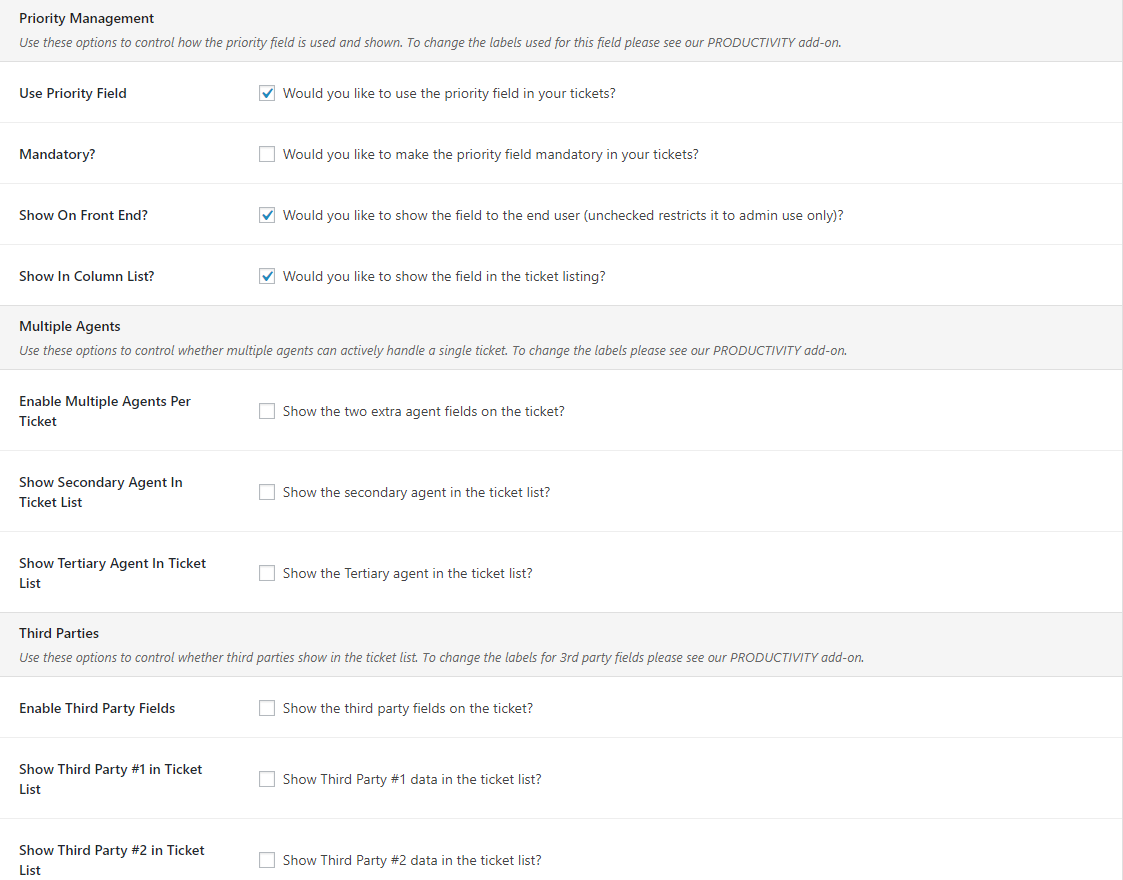 Priority Management
Use these options to control how the priority field is used and shown. To change the labels used for this field please see our PRODUCTIVITY add-on.
Use Priority Field
Would you like to use the priority field in your tickets?
Mandatory?
Would you like to make the priority field mandatory in your tickets?
Show On Front End?
Would you like to show the field to the end user (unchecked restricts it to admin use only)?
Show In Column List?
Would you like to show the field in the ticket listing?
Multiple Agents
Use these options to control whether multiple agents can actively handle a single ticket. To change the labels please see our PRODUCTIVITY add-on.
Enable Multiple Agents Per
Ticket
Show the two extra agent fields on the ticket?
Show Secondary Agent In
Ticket List
Show the secondary agent in the ticket list?
Show Tertiary Agent In Ticket
List
Show the Tertiary agent in the ticket list?
Third Parties
Use these options to control whether third parties show in the ticket list. To change the labels for 3rd party fields please see our PRODUCTIVITY add-on.
Enable Third Party Fields
Show the third party fields on the ticket?
Show Third Party #1 in Ticket
List
Show Third Party #1 data in the ticket list?
Show Third Party #2 in Ticket
List
Show Third Party #2 data in the ticket list?